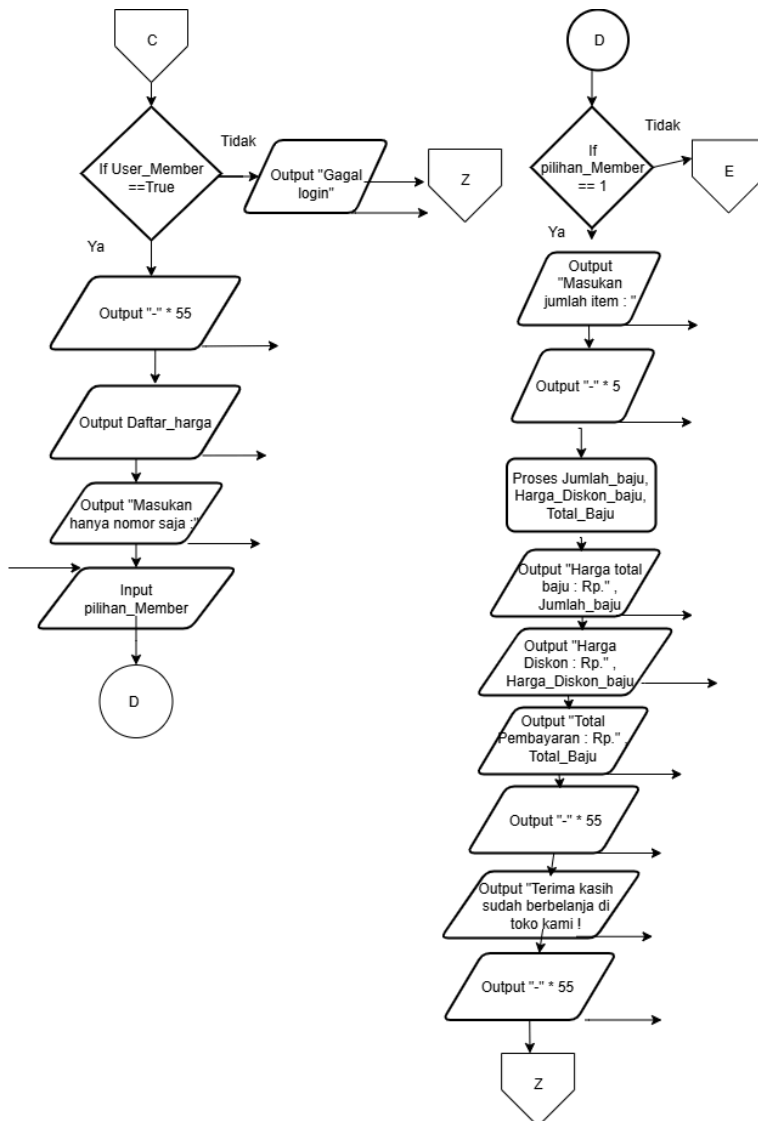 C
If User_Member
==True
Tidak
Output "Gagal
login"
Z
Ya
Output "-" * 55
Output Daftar_harga
Output "Masukan
hanya nomor saja :"
Input
pilihan_Member
D
D
If
pilihan_Member
== 1
Tidak
E
Ya
Output
"Masukan
jumlah item : "
Output "-" * 5
Proses Jumlah_baju,
Harga_Diskon_baju,
Total_Baju
Output "Harga total
baju : Rp." ,
Jumlah_baju
Output "Harga
Diskon : Rp." ,
Harga_Diskon_baju
Output "Total
Pembayaran : Rp." ,
Total_Baju
Output "-" * 55
Output "Terima kasih
sudah berbelanja di
toko kami !
Output "-" * 55
Z